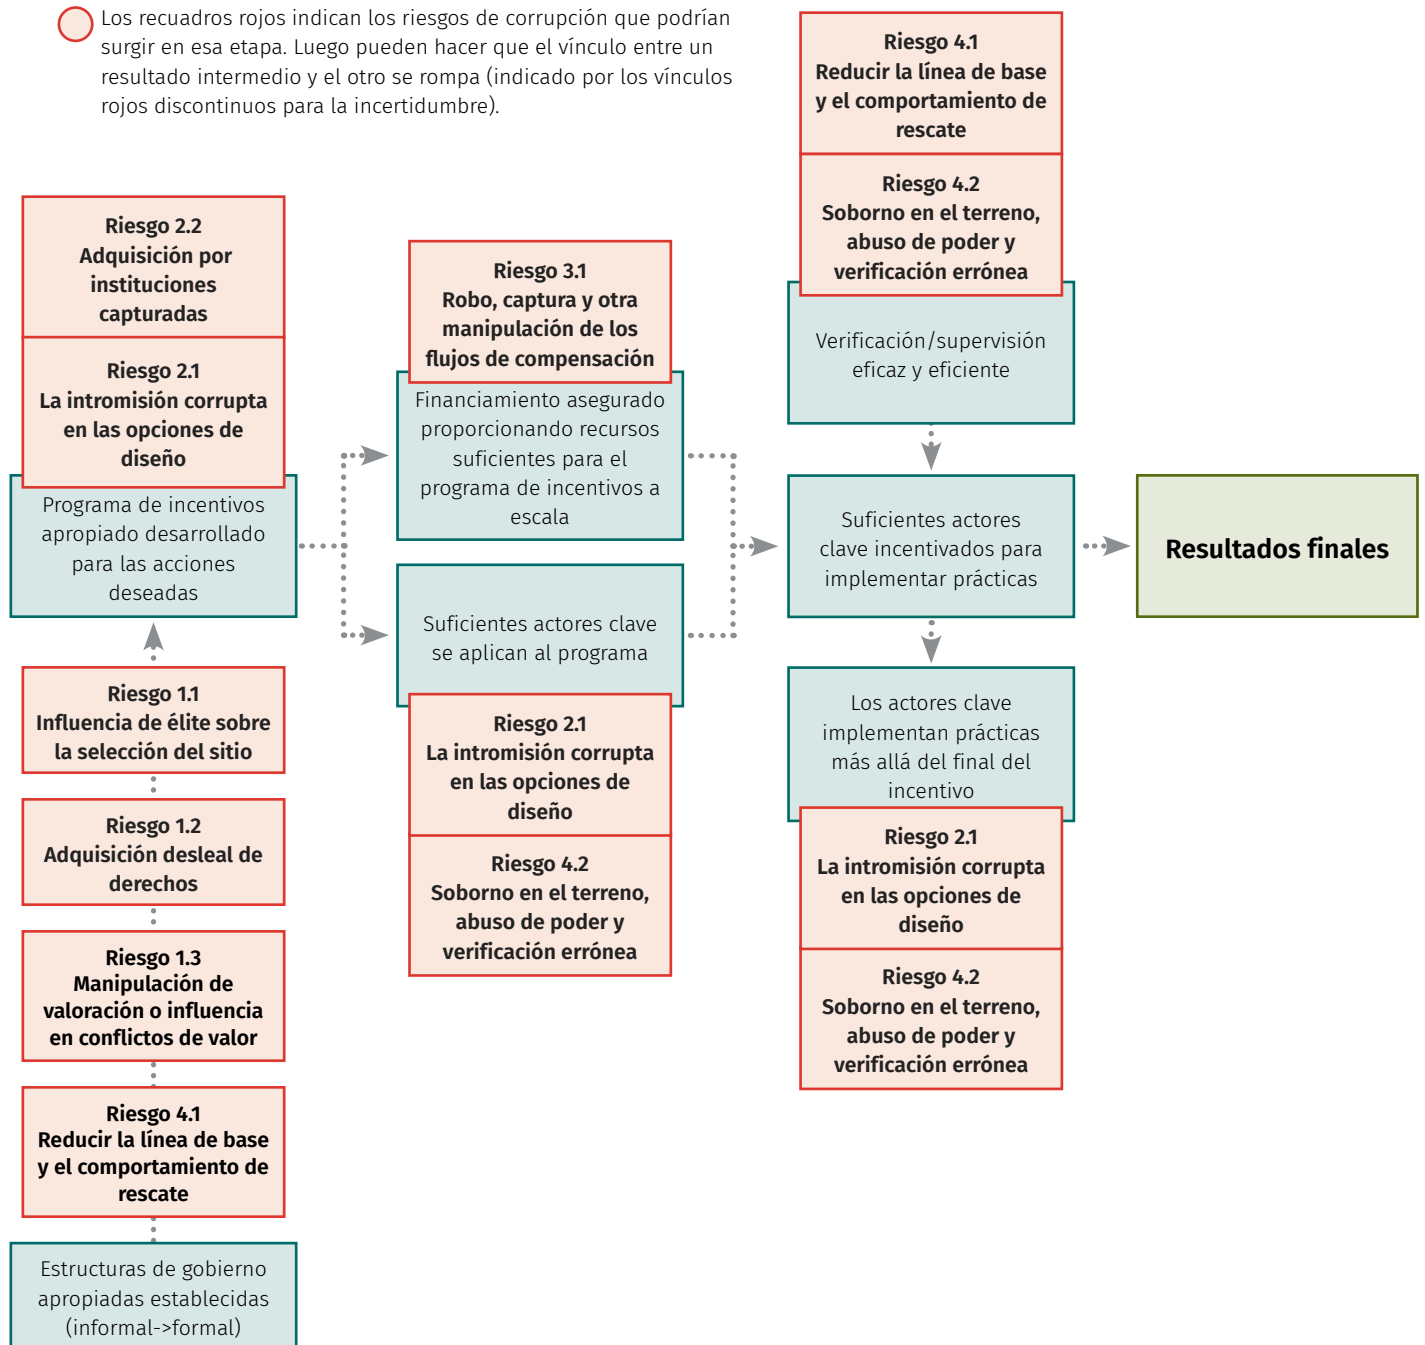 Los recuadros rojos indican los riesgos de corrupción que podrían
surgir en esa etapa. Luego pueden hacer que el vínculo entre un
resultado intermedio y el otro se rompa (indicado por los vínculos
rojos discontinuos para la incertidumbre).
Riesgo 2.2
Adquisición por
instituciones
capturadas
Riesgo 2.1
La intromisión corrupta
en las opciones de
diseño
Programa de incentivos
apropiado desarrollado
para las acciones
deseadas
Riesgo 1.1
Influencia de élite sobre
la selección del sitio
Riesgo 1.2
Adquisición desleal de
derechos
Riesgo 1.3
Manipulación de
valoración o influencia
en conflictos de valor
Riesgo 4.1
Reducir la línea de base
y el comportamiento de
rescate
Estructuras de gobierno
apropiadas establecidas
(informal->formal)
Riesgo 3.1
Robo, captura y otra
manipulación de los
flujos de compensación
Financiamiento asegurado
proporcionando recursos
suficientes para el
programa de incentivos a
escala
Suficientes actores clave
se aplican al programa
Riesgo 2.1
La intromisión corrupta
en las opciones de
diseño
Riesgo 4.2
Soborno en el terreno,
abuso de poder y
verificación errónea
Riesgo 4.1
Reducir la línea de base
y el comportamiento de
rescate
Riesgo 4.2
Soborno en el terreno,
abuso de poder y
verificación errónea
Verificación/supervisión
eficaz y eficiente
Suficientes actores
clave incentivados para
implementar prácticas
Los actores clave
implementan prácticas
más allá del final del
incentivo
Riesgo 2.1
La intromisión corrupta
en las opciones de
diseño
Riesgo 4.2
Soborno en el terreno,
abuso de poder y
verificación errónea
Resultados finales